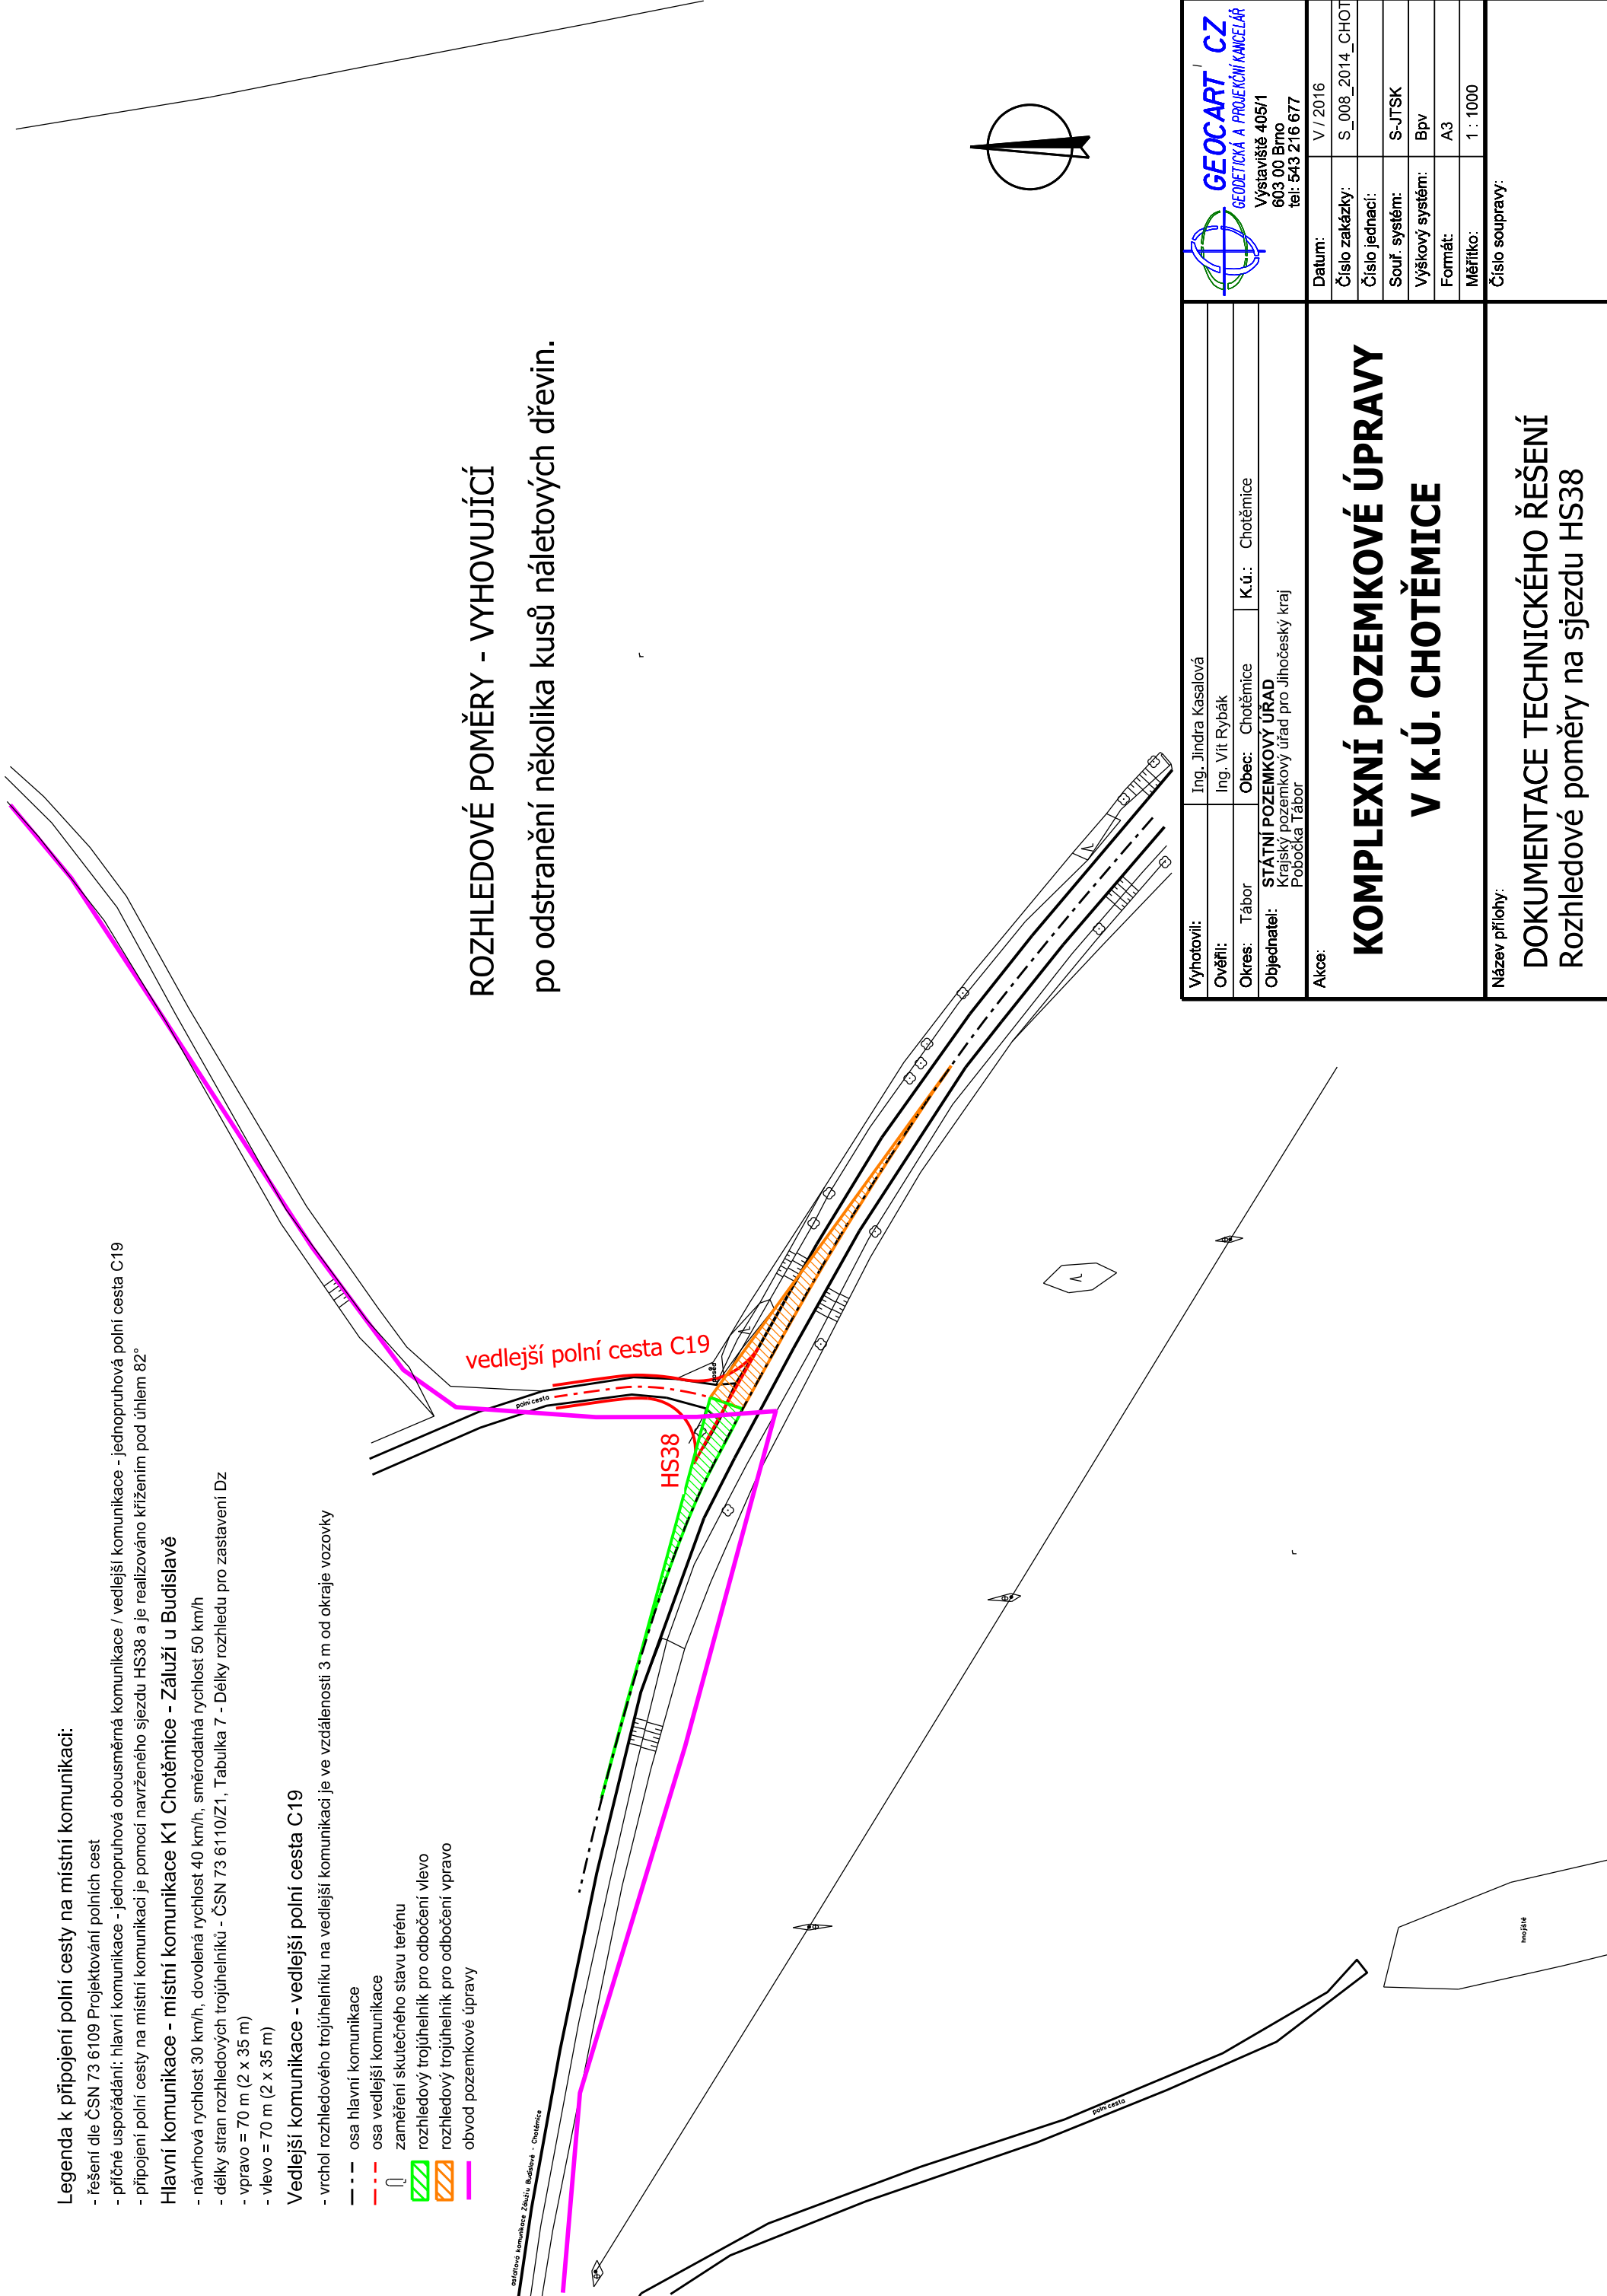 Legenda k připojení polní cesty na místní komunikaci:
- řešení dle ČSN 73 6109 Projektování polních cest
- příčné uspořádání: hlavní komunikace - jednopruhová obousměrná komunikace / vedlejší komunikace - jednopruhová polní cesta C19
- připojení polní cesty na místní komunikaci je pomocí navrženého sjezdu HS38 a je realizováno křížením pod úhlem 82°
Hlavní komunikace - místní komunikace K1 Chotěmice - Záluží u Budislavě
- návrhová rychlost 30 km/h, dovolená rychlost 40 km/h, směrodatná rychlost 50 km/h
- délky stran rozhledových trojúhelníků - ČSN 73 6110/Z1, Tabulka 7 - Délky rozhledu pro zastavení Dz
- vpravo = 70 m (2 x 35 m)
- vlevo = 70 m (2 x 35 m)
Vedlejší komunikace - vedlejší polní cesta C19
- vrchol rozhledového trojúhelníku na vedlejší komunikaci je ve vzdálenosti 3 m od okraje vozovky
osa hlavní komunikace
osa vedlejší komunikace
zaměření skutečného stavu terénu
rozhledový trojúhelník pro odbočení vlevo
rozhledový trojúhelník pro odbočení vpravo
obvod pozemkové úpravy
ROZHLEDOVÉ POMĚRY - VYHOVUJÍCÍ
po odstranění několika kusů náletových dřevin.
vedlejší polní cesta C19
HS38
polní cesta
asfaltová komunikace Záluží u Budislavě - Chotěmice
polní cesta
hnojiště
Vyhotovil: Ing. Jindra Kasalová
Ověřil: Ing. Vít Rybák
Okres: Tábor Obec: Chotěmice K.ú.: Chotěmice
Objednatel: STÁTNÍ POZEMKOVÝ ÚŘAD
Krajský pozemkový úřad pro Jihočeský kraj
Pobočka Tábor
GEOCART CZ
GEODETICKÁ A PROJEKČNÍ KANCELÁŘ
Výstaviště 405/1
603 00 Brno
tel: 543 216 677
Akce:
KOMPLEXNÍ POZEMKOVÉ ÚPRAVY
V K.Ú. CHOTĚMICE
Datum: V / 2016
Číslo zakázky: S_008_2014_CHOT
Číslo jednací:
Souř. systém: S-JTSK
Výškový systém: Bpv
Formát: A3
Měřítko: 1 : 1000
Název přílohy:
DOKUMENTACE TECHNICKÉHO ŘEŠENÍ
Rozhledové poměry na sjezdu HS38
Číslo soupravy: